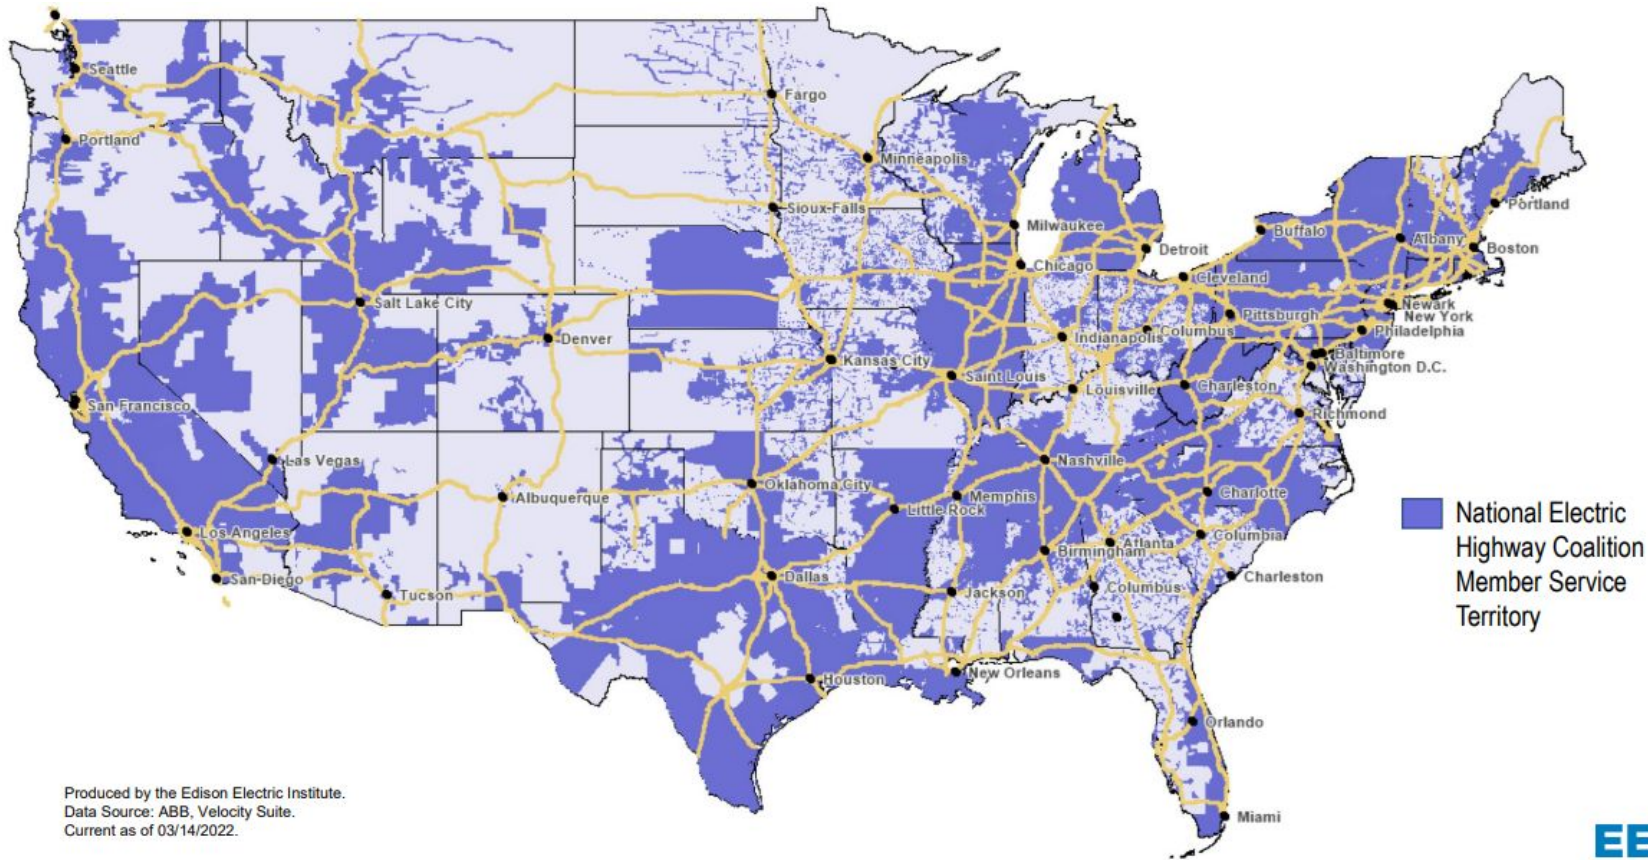 Seattle
Portland
Fargo
Minneapolis
Sioux Falls
Milwaukee
Detroit
Chicago
Buffalo
Albany
Portland
Boston
Cleveland
Newark
New York
Pittsburgh
Philadelphia
Salt Lake City
Denver
Kansas City
Saint Louis
Indianapolis
Columbus
Baltimore
Washington D.C.
Louisville
Charleston
Richmond
San Francisco
Las Vegas
Albuquerque
Oklahoma City
Nashville
Memphis
Little Rock
Charlotte
Los Angeles
San Diego
Tucson
Dallas
Birmingham
Atlanta
Columbia
Jackson
Columbus
Charleston
Houston
New Orleans
Orlando
Miami
National Electric
Highway Coalition
Member Service
Territory
Produced by the Edison Electric Institute.
Data Source: ABB, Velocity Suite.
Current as of 03/14/2022.